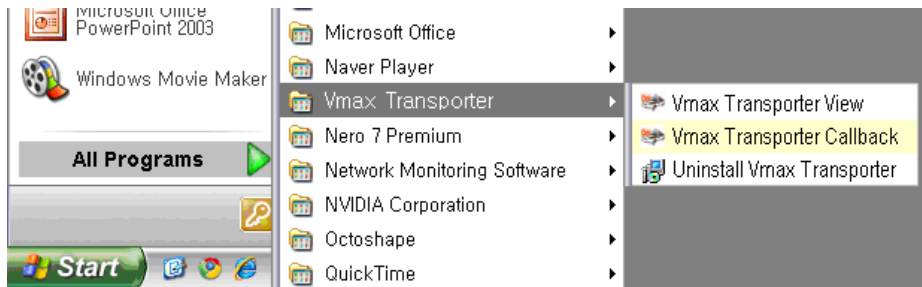 Microsoft Office
PowerPoint 2003
Windows Movie Maker
All Programs
Start
Microsoft Office
Naver Player
Vmax Transporter
Nero 7 Premium
Network Monitoring Software
NVIDIA Corporation
Octoshape
QuickTime
Vmax Transporter View
Vmax Transporter Callback
Uninstall Vmax Transporter